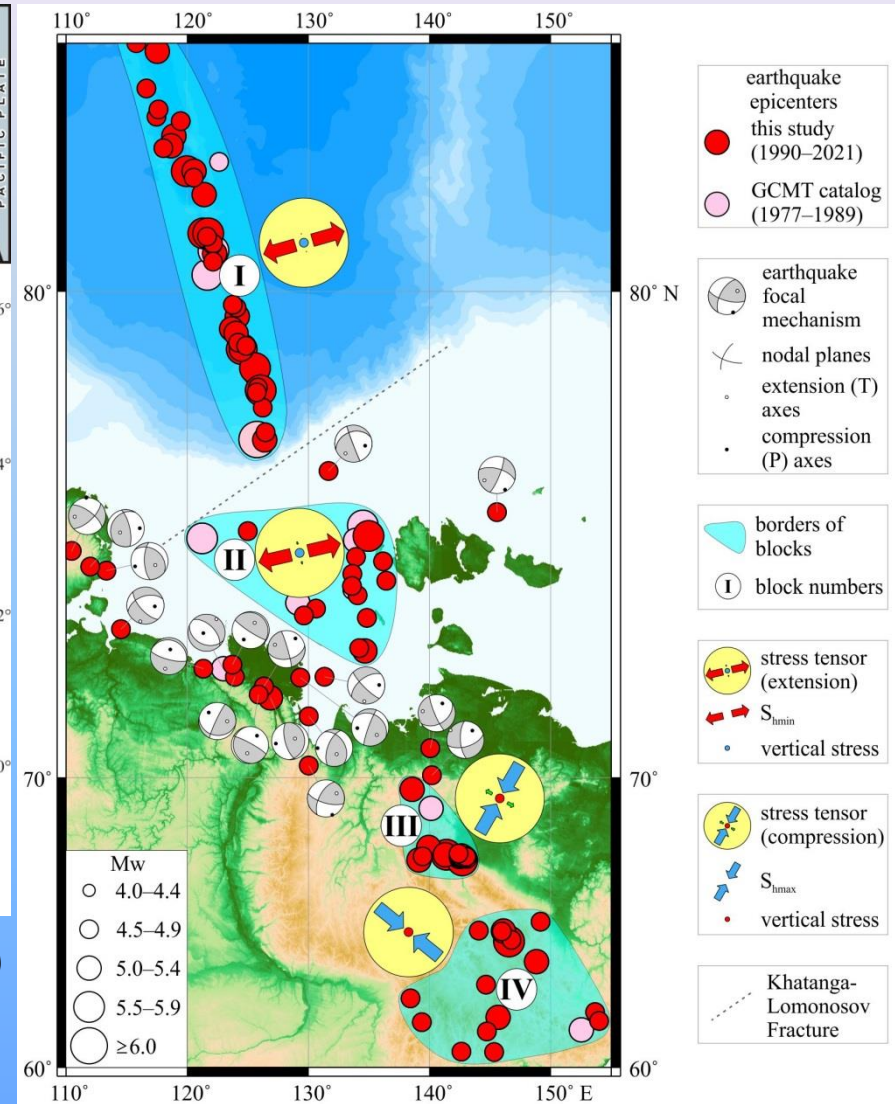 PACIFIC PLATE
110° 120° 130° 140° 150°
80° N
70°
60°
I
II
III
IV
Mw
4.0–4.4
4.5–4.9
5.0–5.4
5.5–5.9
≥6.0
110° 120° 130° 140° 150° E
earthquake
epicenters
this study
(1990–2021)
GCMT catalog
(1977–1989)
earthquake
focal
mechanism
nodal planes
extension (T)
axes
compression
(P) axes
borders of
blocks
I block numbers
stress tensor
(extension)
Shmin
vertical stress
stress tensor
(compression)
Shmax
vertical stress
Khatanga-
Lomonosov
Fracture